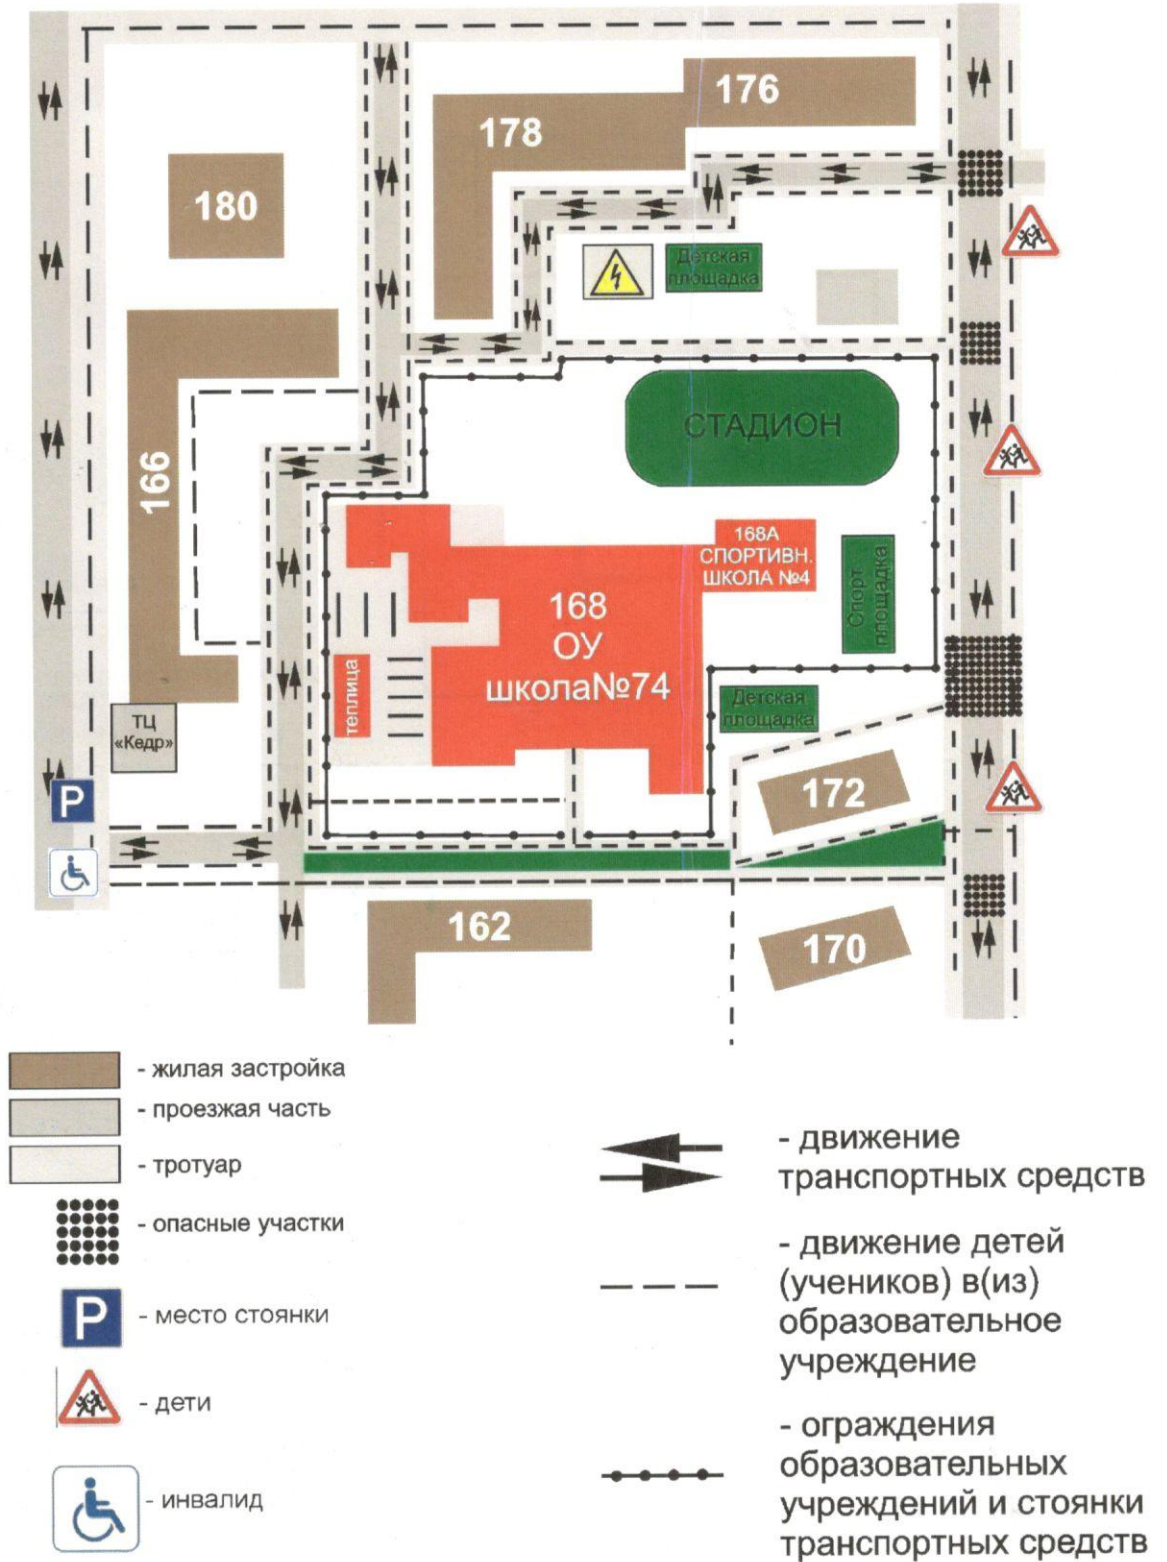 176
178
180
Детская
площадка
СТАДИОН
166
168А
СПОРТИВН.
ШКОЛА №4
168
ОУ
школа№74
Спорт
площадка
теплица
Детская
площадка
ТЦ
«Кедр»
172
P
162
170
- жилая застройка
- проезжая часть
- тротуар
- опасные участки
P
- место стоянки
- дети
- инвалид
- движение
транспортных средств
- движение детей
(учеников) в(из)
образовательное
учреждение
- ограждения
образовательных
учреждений и стоянки
транспортных средств